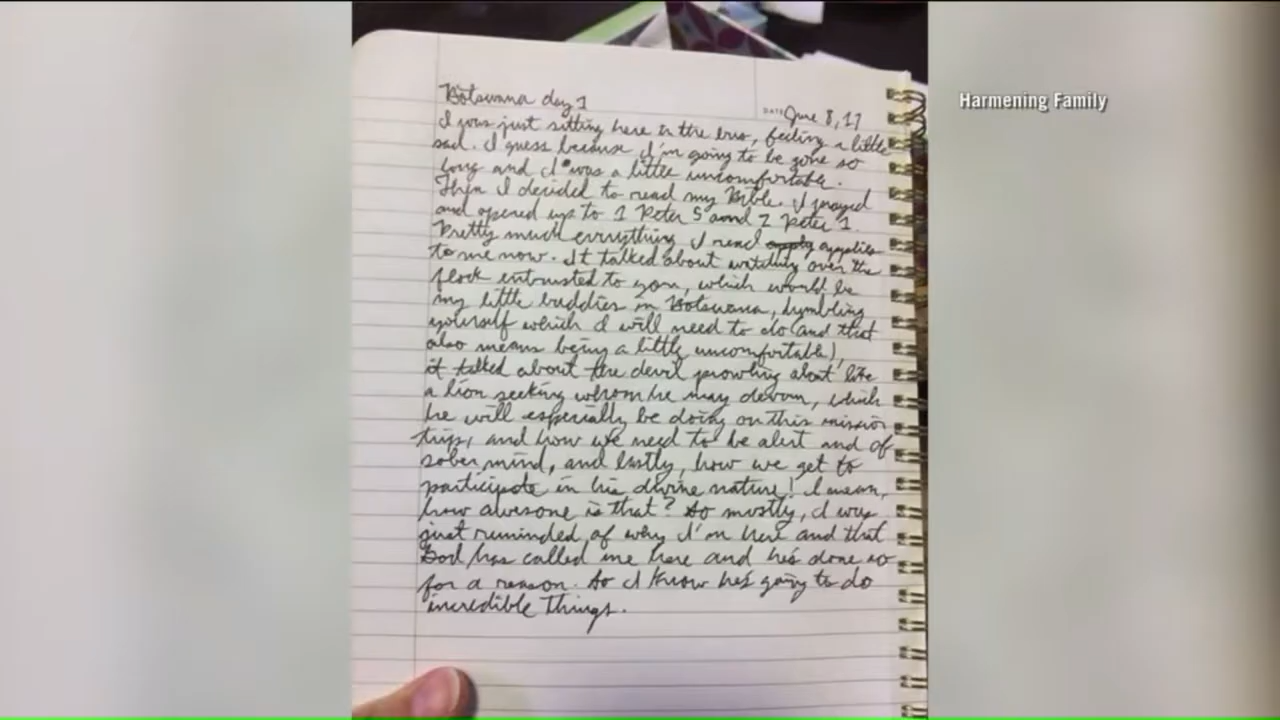 Harmening Family
Botswana day 1
DATE June 8, 17
I was just sitting here in the bus, feeling a little
sad. I guess because I'm going to be gone so
long and I was a little uncomfortable.
Then I decided to read my Bible. I prayed
and opened up to 1 Peter 5 and 2 Peter 1.
Pretty much everything I read apply applies
to me now. It talked about watching over the
flock entrusted to you, which would be
my little buddies in Botswana, humbling
yourself which I will need to do (and that
also means being a little uncomfortable),
it talked about the devil prowling about like
a lion seeking whom he may devour, which
he will especially be doing on this mission
trip, and how we need to be alert and of
sober mind, and lastly, how we get to
participate in his divine nature! I mean,
how awesome is that? So mostly, I was
just reminded of why I'm here and that
God has called me here and he's done so
for a reason. So I know he's going to do
incredible things.